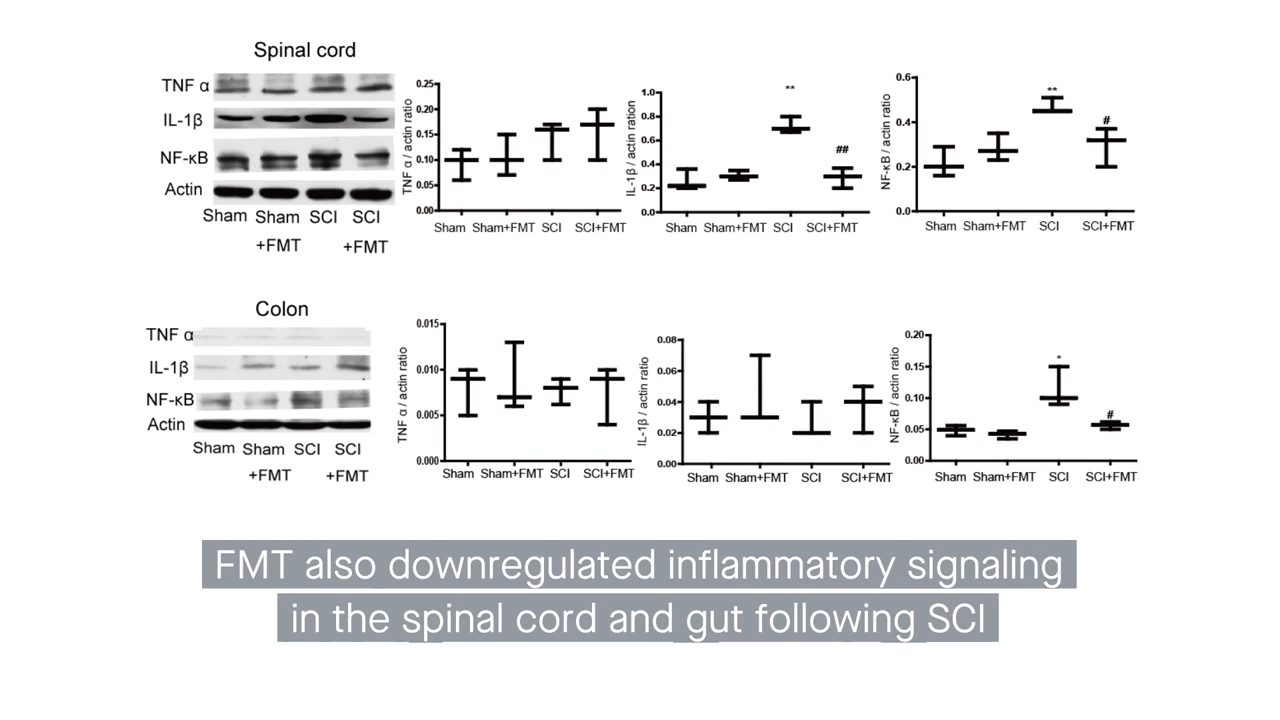 Spinal cord
TNF α
IL-1β
NF-κB
Actin
Sham Sham SCI SCI
+FMT +FMT
TNF α / actin ratio
0.25
0.20
0.15
0.10
0.05
0.00
Sham Sham+FMT SCI SCI+FMT
IL-1β / actin ration
1.0
0.8
0.6
0.4
0.2
0.0
**
##
Sham Sham+FMT SCI SCI+FMT
NF-κB / actin ratio
0.6
0.4
0.2
0.0
**
#
Sham Sham+FMT SCI SCI+FMT
Colon
TNF α
IL-1β
NF-κB
Actin
Sham Sham SCI SCI
+FMT +FMT
TNF α / actin ratio
0.015
0.010
0.005
0.000
Sham Sham+FMT SCI SCI+FMT
IL-1β / actin ratio
0.08
0.06
0.04
0.02
0.00
Sham Sham+FMT SCI SCI+FMT
NF-κB / actin ratio
0.20
0.15
0.10
0.05
0.00
*
#
Sham Sham+FMT SCI SCI+FMT
FMT also downregulated inflammatory signaling
in the spinal cord and gut following SCI